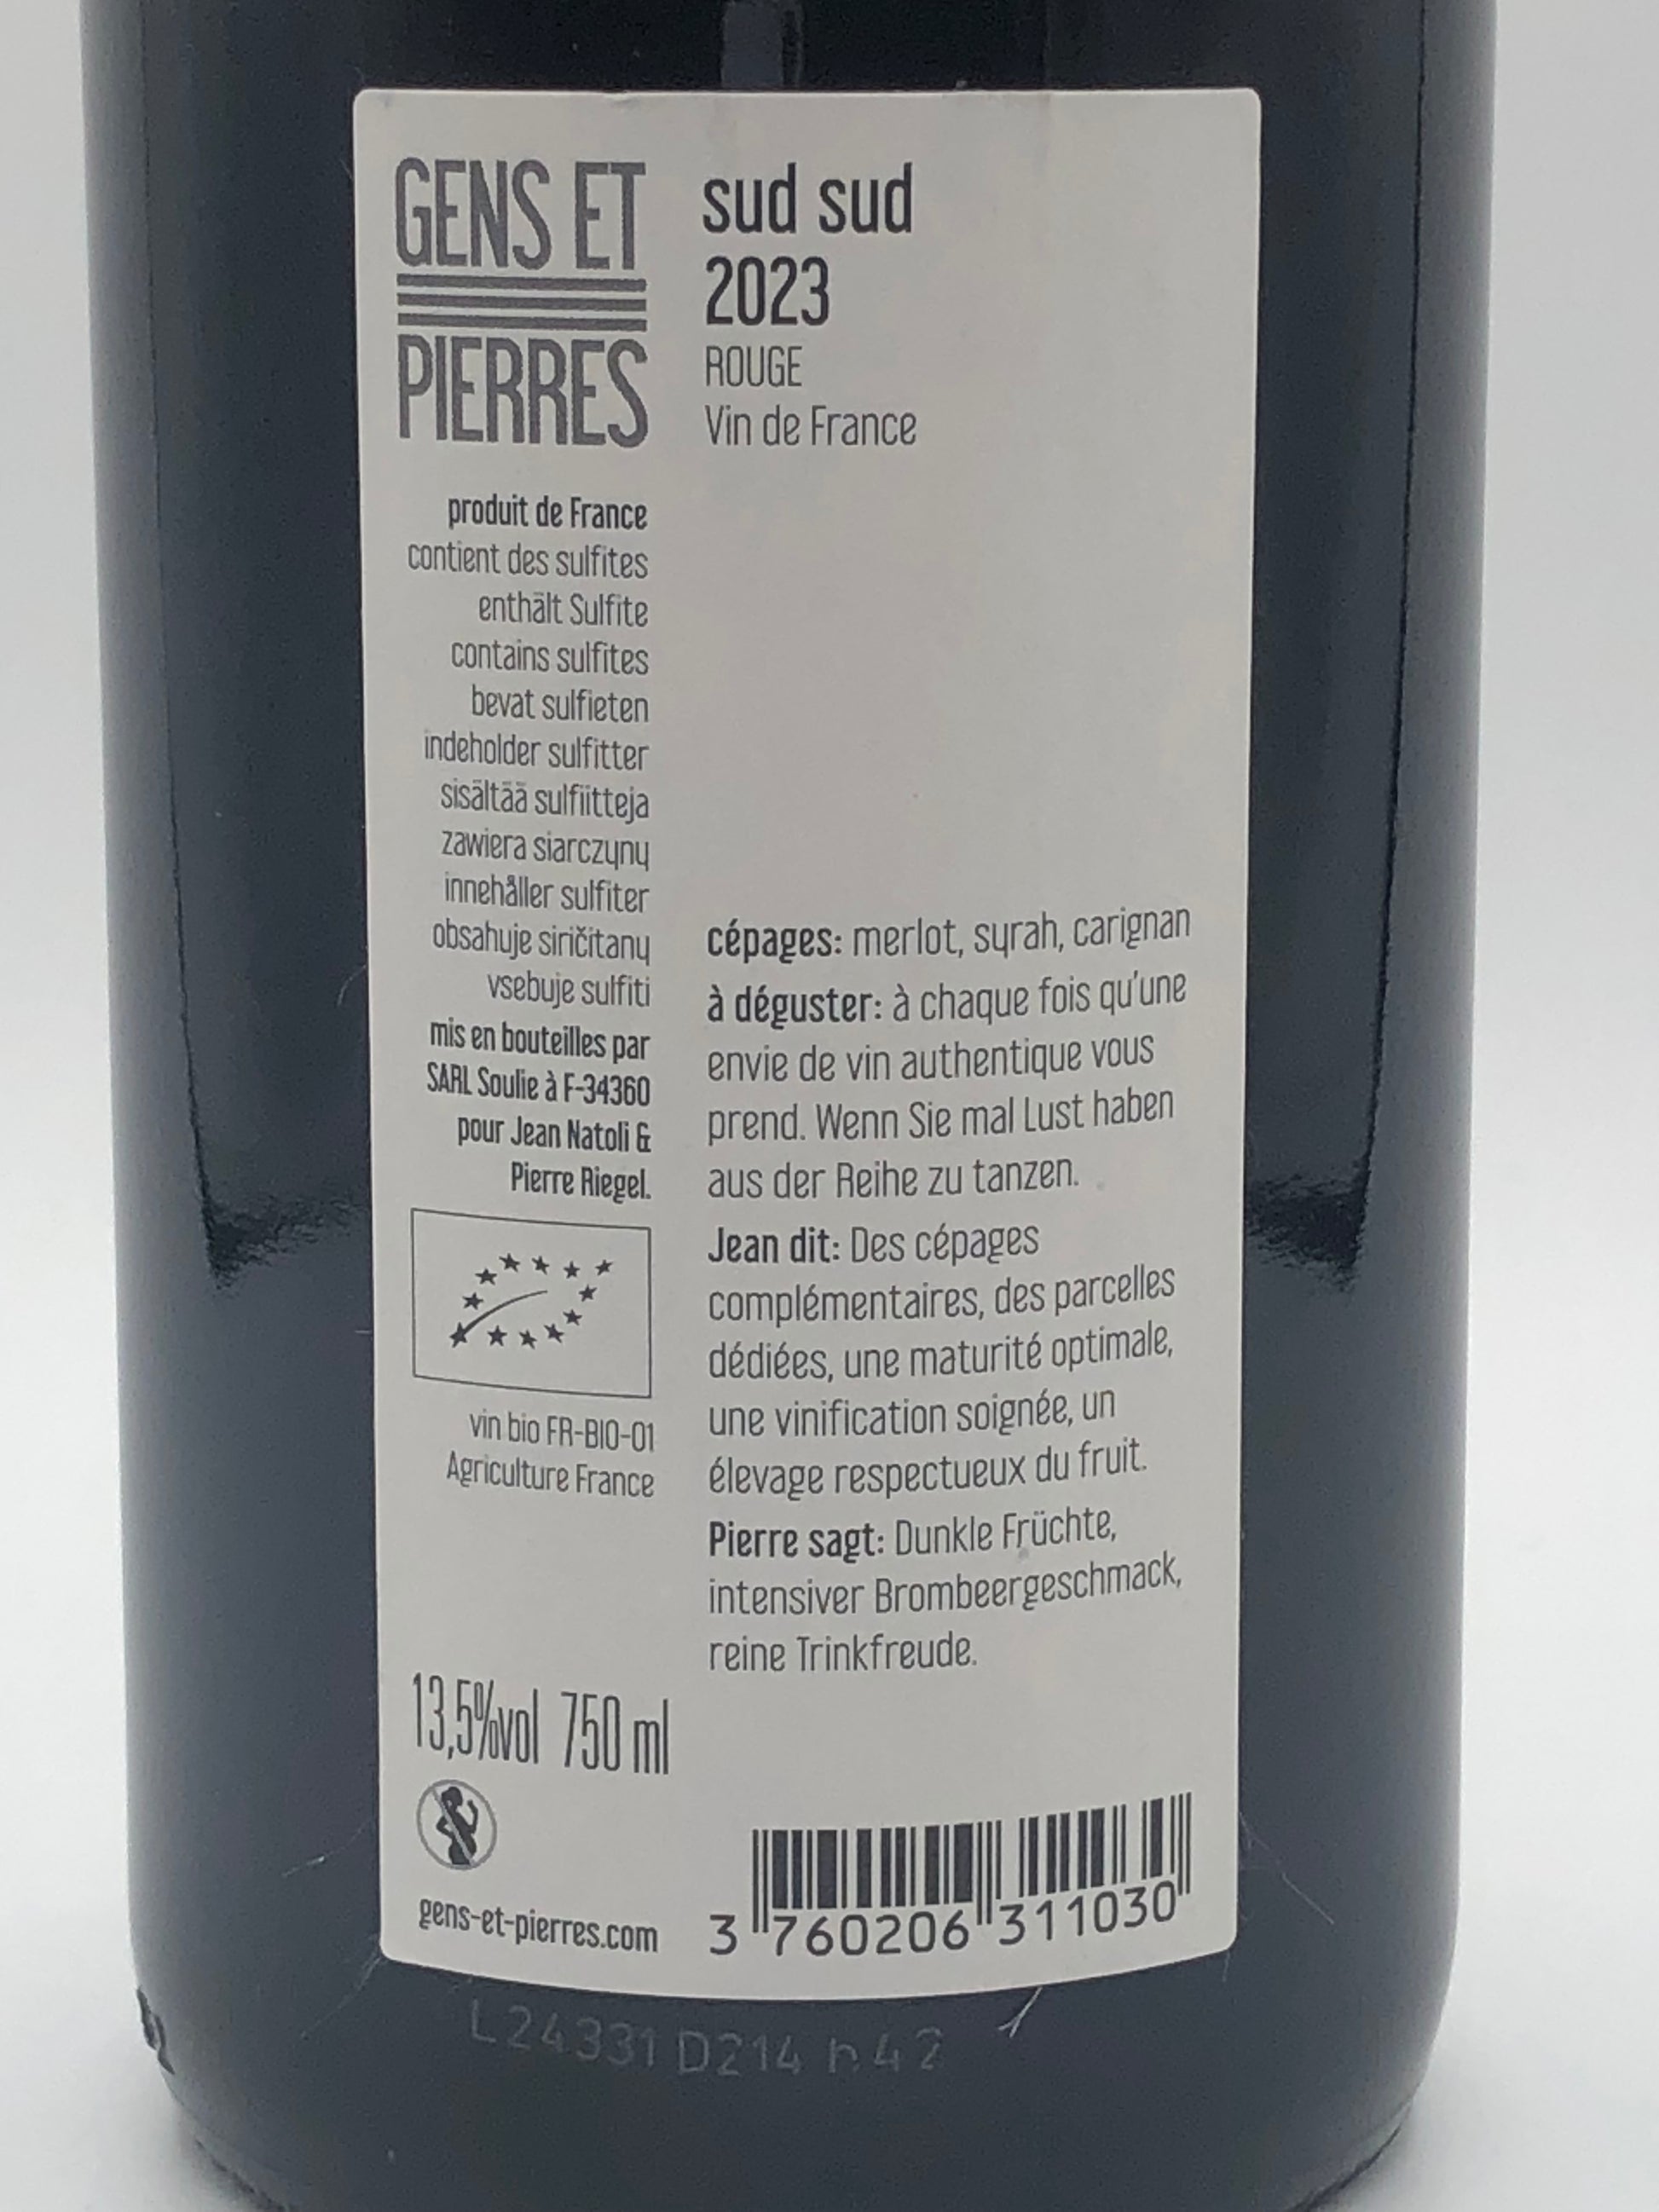 GENS ET
PIERRES
produit de France
contient des sulfites
enthält Sulfite
contains sulfites
bevat sulfieten
indeholder sulfitter
sisältää sulfiitteja
zawiera siarczyny
innehåller sulfiter
obsahuje siričitany
vsebuje sulfiti
mis en bouteilles par
SARL Soulie à F-34360
pour Jean Natoli &
Pierre Riegel.
vin bio FR-BIO-01
Agriculture France
13,5%vol 750 ml
gens-et-pierres.com
sud sud
2023
ROUGE
Vin de France
cépages: merlot, syrah, carignan
à déguster: à chaque fois qu'une
envie de vin authentique vous
prend. Wenn Sie mal Lust haben
aus der Reihe zu tanzen.
Jean dit: Des cépages
complémentaires, des parcelles
dédiées, une maturité optimale,
une vinification soignée, un
élevage respectueux du fruit.
Pierre sagt: Dunkle Früchte,
intensiver Brombeergeschmack,
reine Trinkfreude.
3 760206 311030
L24331 D214 h42